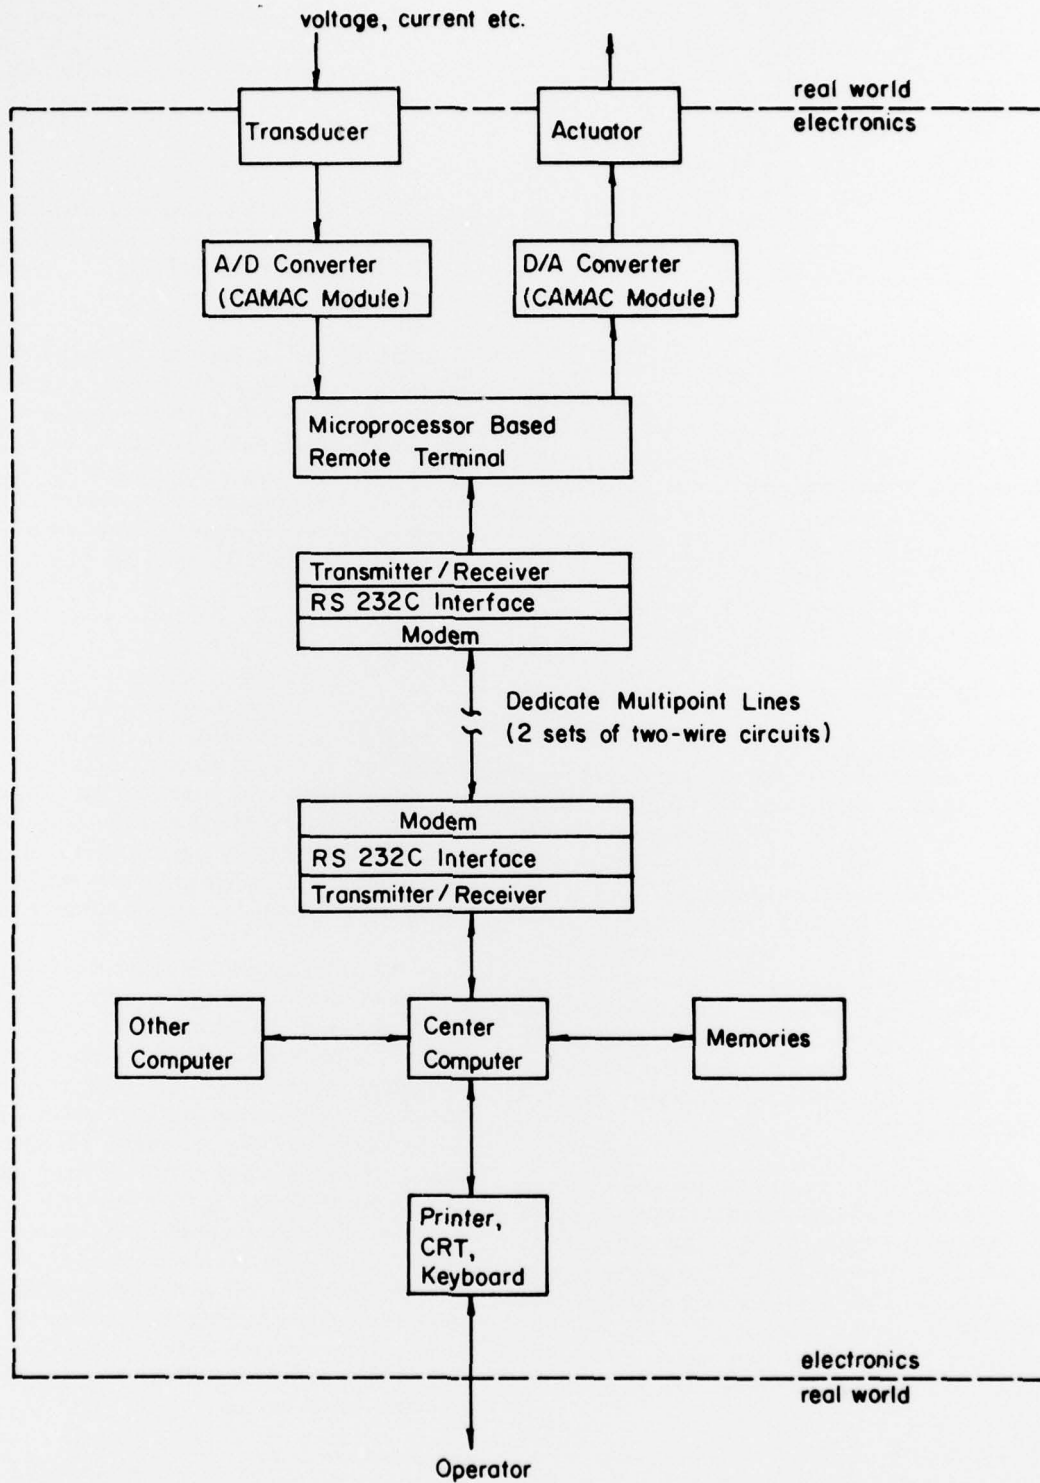 voltage, current etc.
real world
electronics
Transducer
Actuator
A/D Converter
(CAMAC Module)
D/A Converter
(CAMAC Module)
Microprocessor Based
Remote Terminal
Transmitter/Receiver
RS 232C Interface
Modem
Dedicate Multipoint Lines
(2 sets of two-wire circuits)
Modem
RS 232C Interface
Transmitter/Receiver
Other
Computer
Center
Computer
Memories
Printer,
CRT,
Keyboard
electronics
real world
Operator